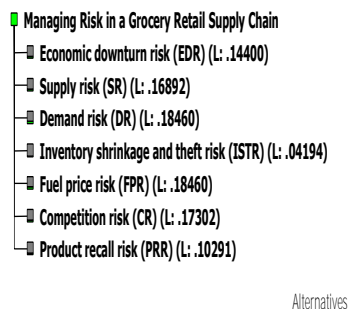 Managing Risk in a Grocery Retail Supply Chain
Economic downturn risk (EDR) (L: .14400)
Supply risk (SR) (L: .16892)
Demand risk (DR) (L: .18460)
Inventory shrinkage and theft risk (ISTR) (L: .04194)
Fuel price risk (FPR) (L: .18460)
Competition risk (CR) (L: .17302)
Product recall risk (PRR) (L: .10291)
Alternatives